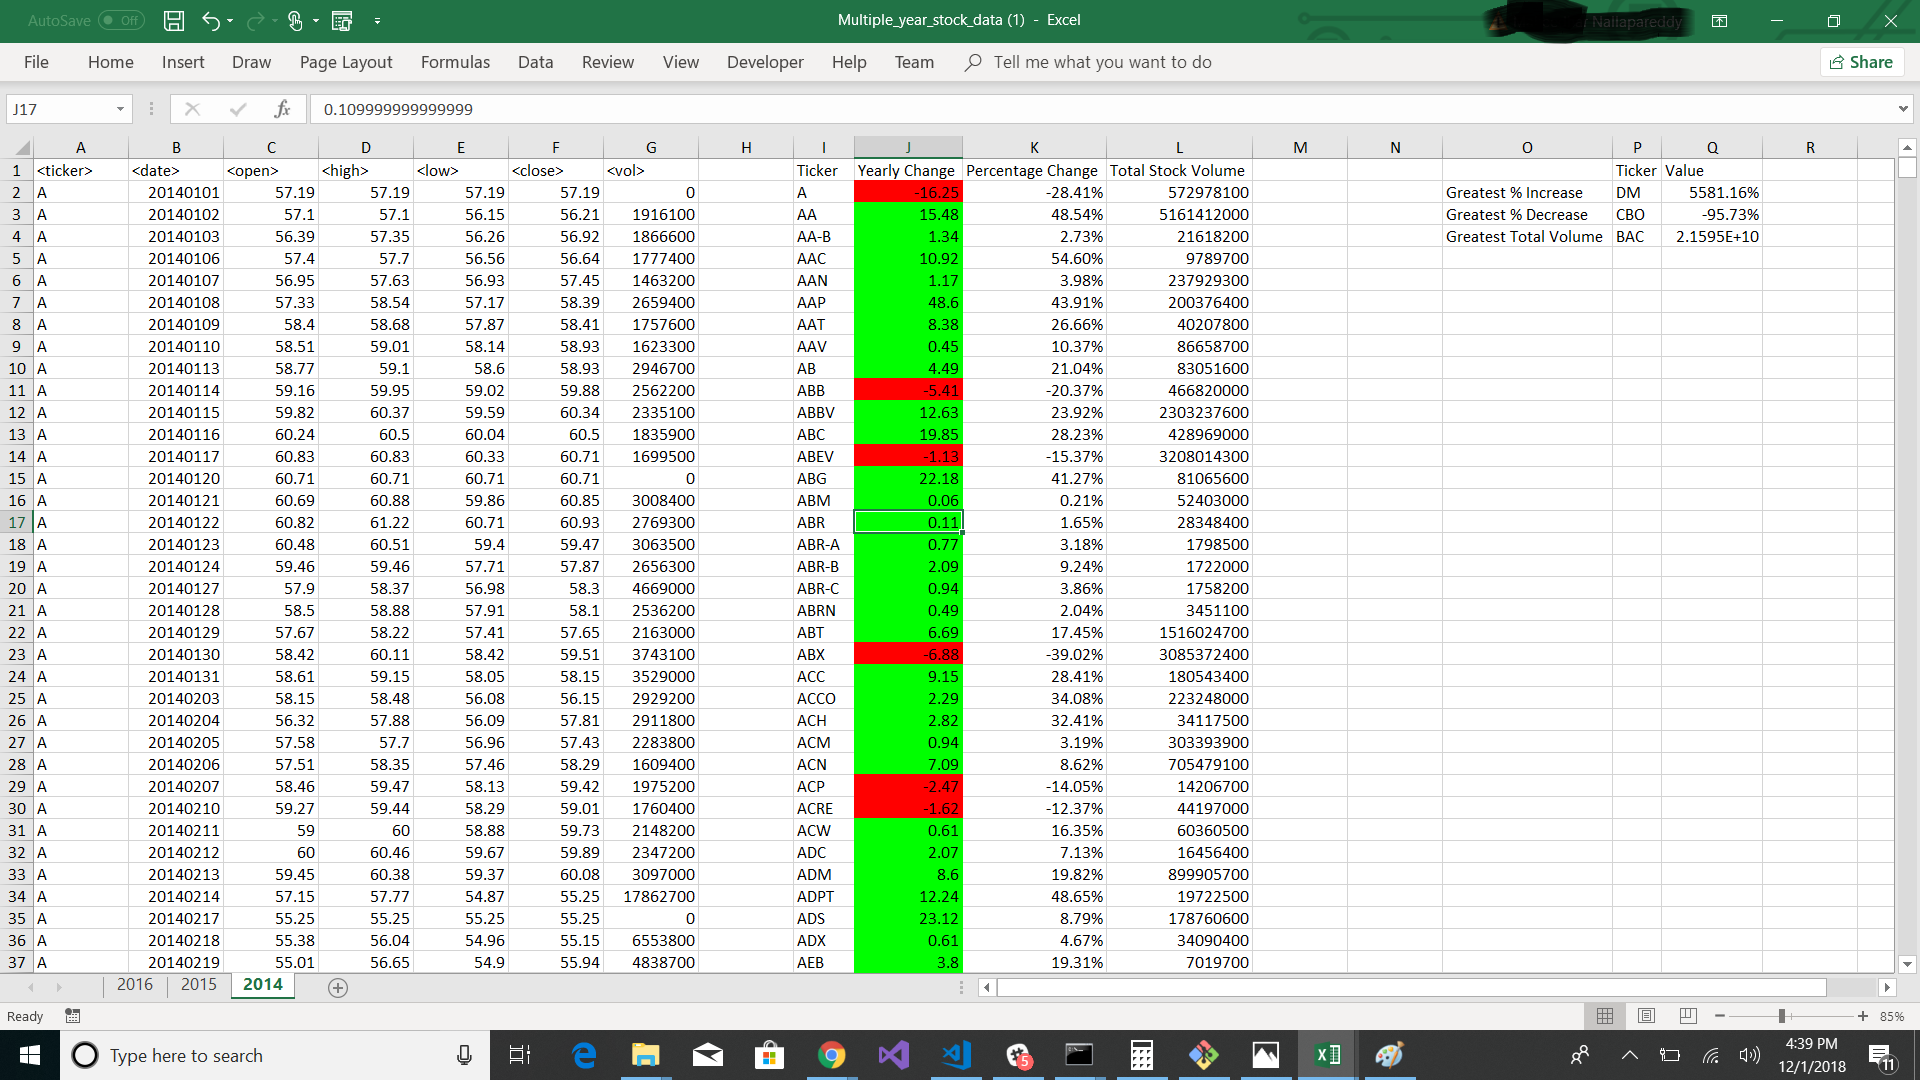 AutoSave Off Multiple_year_stock_data (1) - Excel Nallapareddy
File Home Insert Draw Page Layout Formulas Data Review View Developer Help Team Tell me what you want to do Share
J17 fx 0.109999999999999
A B C D E F G H I J K L M N O P Q R
1 <ticker> <date> <open> <high> <low> <close> <vol> Ticker Yearly Change Percentage Change Total Stock Volume Ticker Value
2 A 20140101 57.19 57.19 57.19 57.19 0 A -16.25 -28.41% 572978100 Greatest % Increase DM 5581.16%
3 A 20140102 57.1 57.1 56.15 56.21 1916100 AA 15.48 48.54% 5161412000 Greatest % Decrease CBO -95.73%
4 A 20140103 56.39 57.35 56.26 56.92 1866600 AA-B 1.34 2.73% 21618200 Greatest Total Volume BAC 2.1595E+10
5 A 20140106 57.4 57.7 56.56 56.64 1777400 AAC 10.92 54.60% 9789700
6 A 20140107 56.95 57.63 56.93 57.45 1463200 AAN 1.17 3.98% 237929300
7 A 20140108 57.33 58.54 57.17 58.39 2659400 AAP 48.6 43.91% 200376400
8 A 20140109 58.4 58.68 57.87 58.41 1757600 AAT 8.38 26.66% 40207800
9 A 20140110 58.51 59.01 58.14 58.93 1623300 AAV 0.45 10.37% 86658700
10 A 20140113 58.77 59.1 58.6 58.93 2946700 AB 4.49 21.04% 83051600
11 A 20140114 59.16 59.95 59.02 59.88 2562200 ABB -5.41 -20.37% 466820000
12 A 20140115 59.82 60.37 59.59 60.34 2335100 ABBV 12.63 23.92% 2303237600
13 A 20140116 60.24 60.5 60.04 60.5 1835900 ABC 19.85 28.23% 428969000
14 A 20140117 60.83 60.83 60.33 60.71 1699500 ABEV -1.13 -15.37% 3208014300
15 A 20140120 60.71 60.71 60.71 60.71 0 ABG 22.18 41.27% 81065600
16 A 20140121 60.69 60.88 59.86 60.85 3008400 ABM 0.06 0.21% 52403000
17 A 20140122 60.82 61.22 60.71 60.93 2769300 ABR 0.11 1.65% 28348400
18 A 20140123 60.48 60.51 59.4 59.47 3063500 ABR-A 0.77 3.18% 1798500
19 A 20140124 59.46 59.46 57.71 57.87 2656300 ABR-B 2.09 9.24% 1722000
20 A 20140127 57.9 58.37 56.98 58.3 4669000 ABR-C 0.94 3.86% 1758200
21 A 20140128 58.5 58.88 57.91 58.1 2536200 ABRN 0.49 2.04% 3451100
22 A 20140129 57.67 58.22 57.41 57.65 2163000 ABT 6.69 17.45% 1516024700
23 A 20140130 58.42 60.11 58.42 59.51 3743100 ABX -6.88 -39.02% 3085372400
24 A 20140131 58.61 59.15 58.05 58.15 3529000 ACC 9.15 28.41% 180543400
25 A 20140203 58.15 58.48 56.08 56.15 2929200 ACCO 2.29 34.08% 223248000
26 A 20140204 56.32 57.88 56.09 57.81 2911800 ACH 2.82 32.41% 34117500
27 A 20140205 57.58 57.7 56.96 57.43 2283800 ACM 0.94 3.19% 303393900
28 A 20140206 57.51 58.35 57.46 58.29 1609400 ACN 7.09 8.62% 705479100
29 A 20140207 58.46 59.47 58.13 59.42 1975200 ACP -2.47 -14.05% 14206700
30 A 20140210 59.27 59.44 58.29 59.01 1760400 ACRE -1.62 -12.37% 44197000
31 A 20140211 59 60 58.88 59.73 2148200 ACW 0.61 16.35% 60360500
32 A 20140212 60 60.46 59.67 59.89 2347200 ADC 2.07 7.13% 16456400
33 A 20140213 59.45 60.38 59.37 60.08 3097000 ADM 8.6 19.82% 899905700
34 A 20140214 57.15 57.77 54.87 55.25 17862700 ADPT 12.24 48.65% 19722500
35 A 20140217 55.25 55.25 55.25 55.25 0 ADS 23.12 8.79% 178760600
36 A 20140218 55.38 56.04 54.96 55.15 6553800 ADX 0.61 4.67% 34090400
37 A 20140219 55.01 56.65 54.9 55.94 4838700 AEB 3.8 19.31% 7019700
2016 2015 2014
Ready 85%
Type here to search 5 4:39 PM
12/1/2018 11